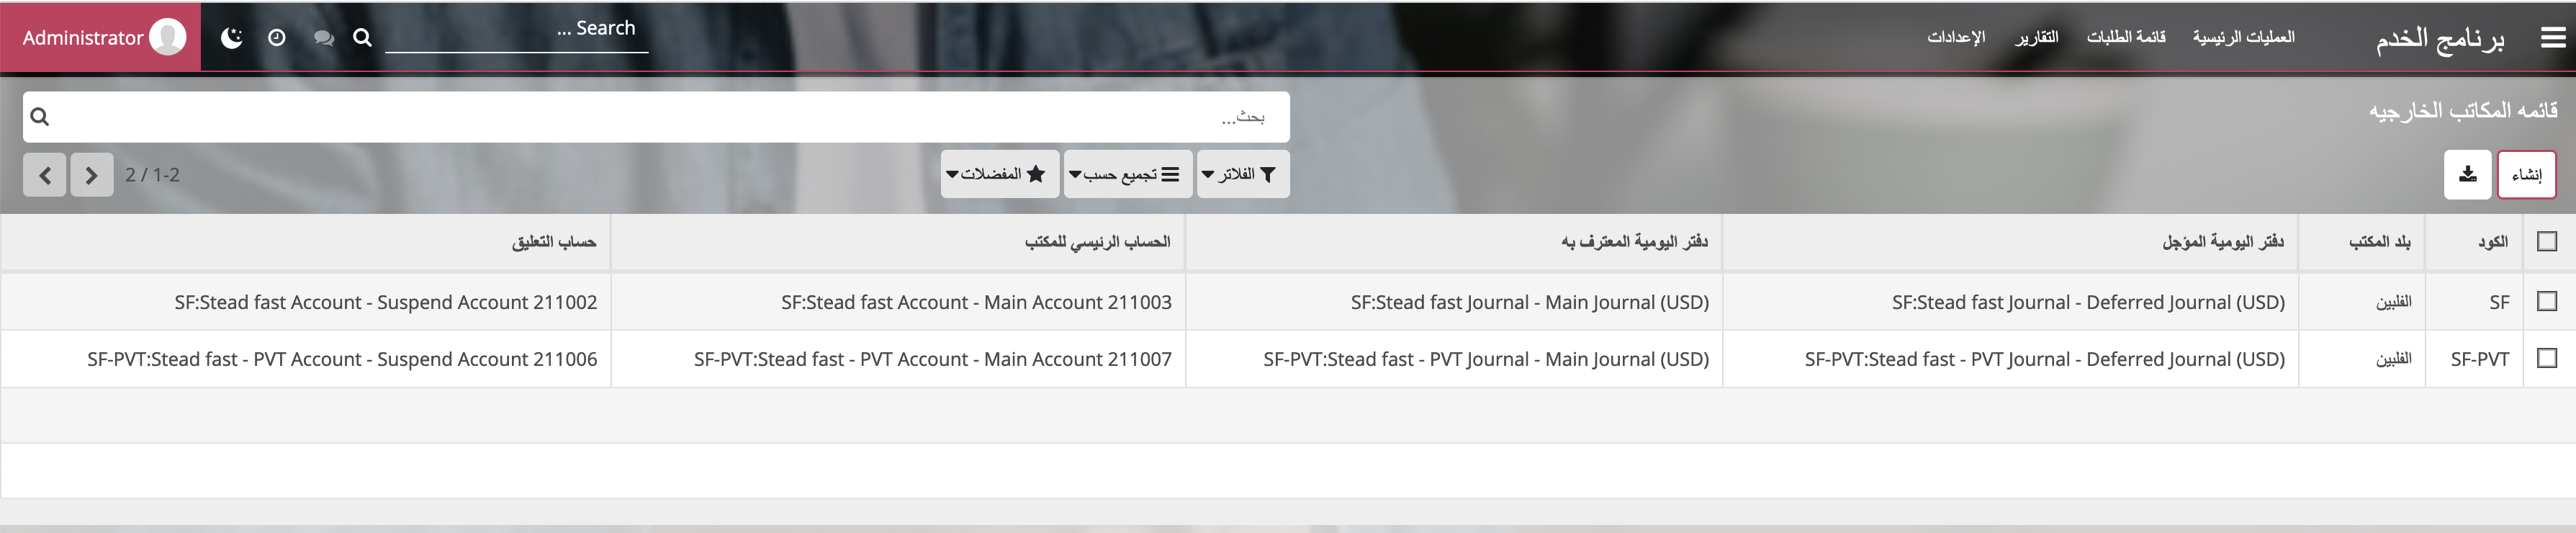 برنامج الخدم
العمليات الرئيسية
قائمة الطلبات
التقارير
الإعدادات
Search ...
Administrator
قائمه المكاتب الخارجيه
بحث...
إنشاء
الفلاتر
تجميع حسب
المفضلات
2 / 1-2
الكود	بلد المكتب	دفتر اليومية المؤجل	دفتر اليومية المعترف به	الحساب الرئيسي للمكتب	حساب التعليق
SF	الفلبين	SF:Stead fast Journal - Deferred Journal (USD)	SF:Stead fast Journal - Main Journal (USD)	SF:Stead fast Account - Main Account 211003	SF:Stead fast Account - Suspend Account 211002
SF-PVT	الفلبين	SF-PVT:Stead fast - PVT Journal - Deferred Journal (USD)	SF-PVT:Stead fast - PVT Journal - Main Journal (USD)	SF-PVT:Stead fast - PVT Account - Main Account 211007	SF-PVT:Stead fast - PVT Account - Suspend Account 211006